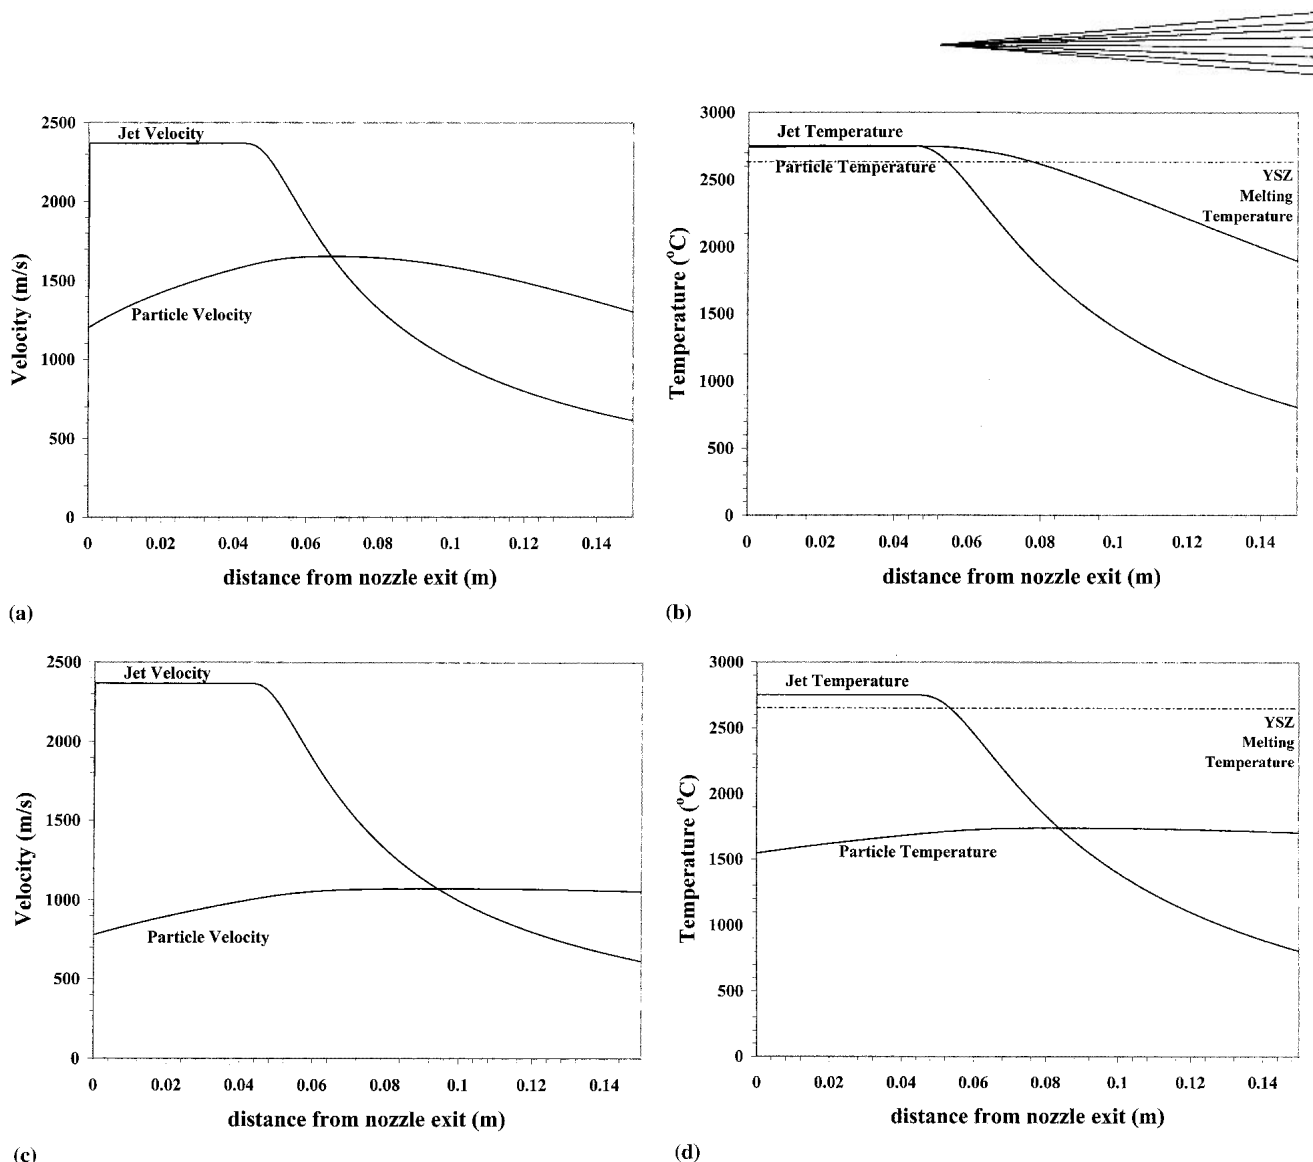 2500
Jet Velocity
2000
1500
Particle Velocity
1000
500
0
0 0.02 0.04 0.06 0.08 0.1 0.12 0.14
Velocity (m/s)
distance from nozzle exit (m)
(a)
3000
Jet Temperature
Particle Temperature
2500
YSZ
Melting
Temperature
2000
1500
1000
500
0
0 0.02 0.04 0.06 0.08 0.1 0.12 0.14
Temperature (°C)
distance from nozzle exit (m)
(b)
2500
Jet Velocity
2000
1500
1000
Particle Velocity
500
0
0 0.02 0.04 0.06 0.08 0.1 0.12 0.14
Velocity (m/s)
distance from nozzle exit (m)
(c)
3000
Jet Temperature
2500
YSZ
Melting
Temperature
2000
1500
Particle Temperature
1000
500
0
0 0.02 0.04 0.06 0.08 0.1 0.12 0.14
Temperature (°C)
distance from nozzle exit (m)
(d)